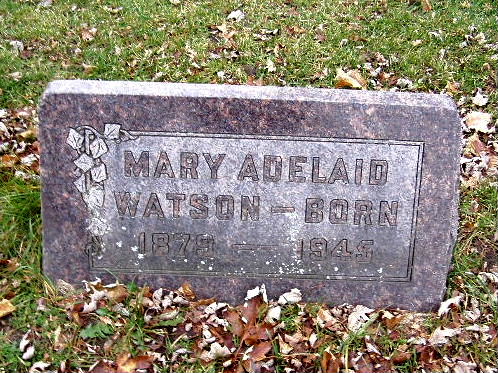 MARY ADELAID
WATSON — BORN
1879 — 1945